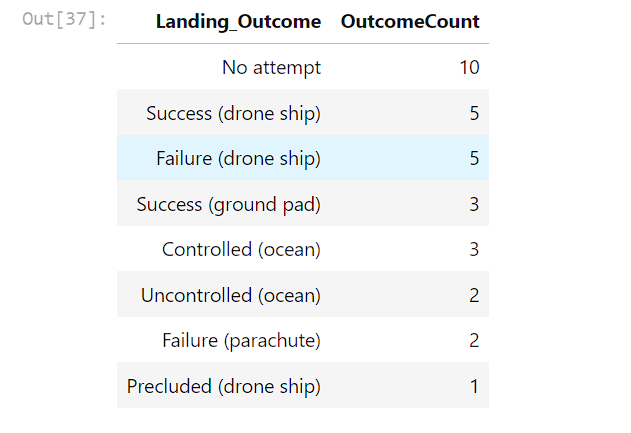 Out[37]: Landing_Outcome OutcomeCount
No attempt 10
Success (drone ship) 5
Failure (drone ship) 5
Success (ground pad) 3
Controlled (ocean) 3
Uncontrolled (ocean) 2
Failure (parachute) 2
Precluded (drone ship) 1